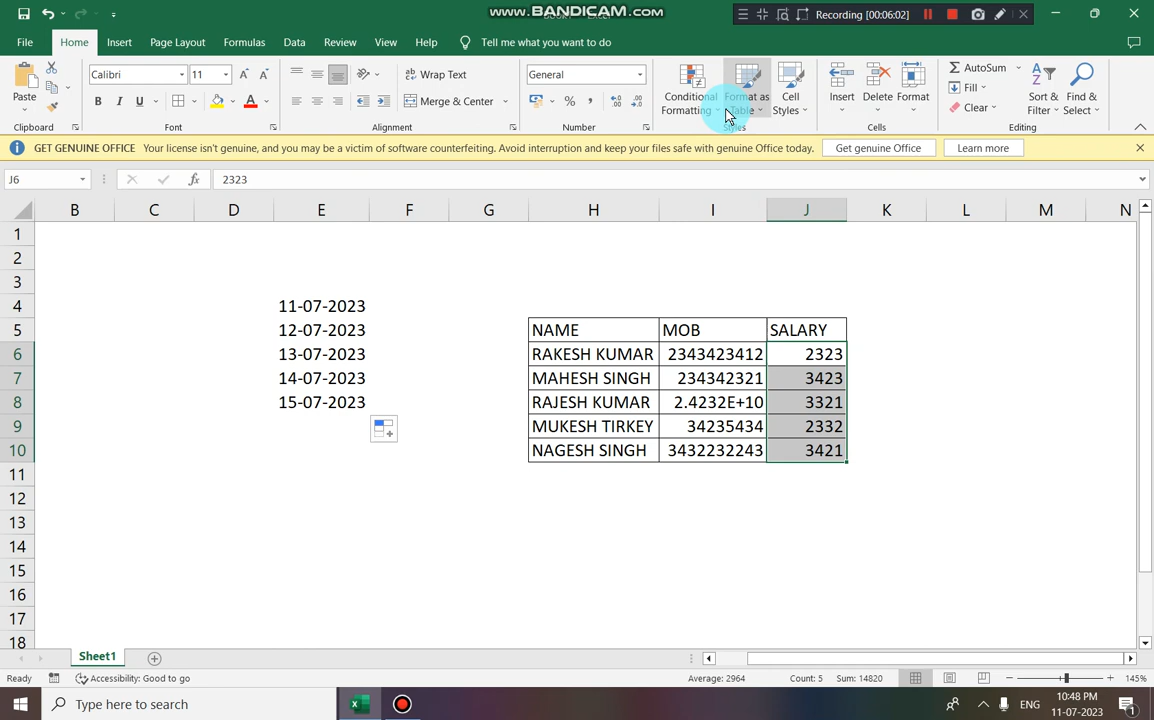 www.BANDICAM.com
Recording [00:06:02]
File Home Insert Page Layout Formulas Data Review View Help Tell me what you want to do
Calibri 11 Wrap Text General AutoSum
Paste Conditional Format as Cell Insert Delete Format Fill Sort & Find &
B I U A Merge & Center % , Formatting Table Styles Clear Filter Select
Clipboard Font Alignment Number Styles Cells Editing
GET GENUINE OFFICE Your license isn't genuine, and you may be a victim of software counterfeiting. Avoid interruption and keep your files safe with genuine Office today. Get genuine Office Learn more
J6 fx 2323
B C D E F G H I J K L M N
1
2
3
4 11-07-2023
5 12-07-2023 NAME MOB SALARY
6 13-07-2023 RAKESH KUMAR 2343423412 2323
7 14-07-2023 MAHESH SINGH 234342321 3423
8 15-07-2023 RAJESH KUMAR 2.4232E+10 3321
9 MUKESH TIRKEY 34235434 2332
10 NAGESH SINGH 3432232243 3421
11
12
13
14
15
16
17
18
Sheet1
Ready Accessibility: Good to go Average: 2964 Count: 5 Sum: 14820 145%
Type here to search ENG 10:48 PM
11-07-2023 1